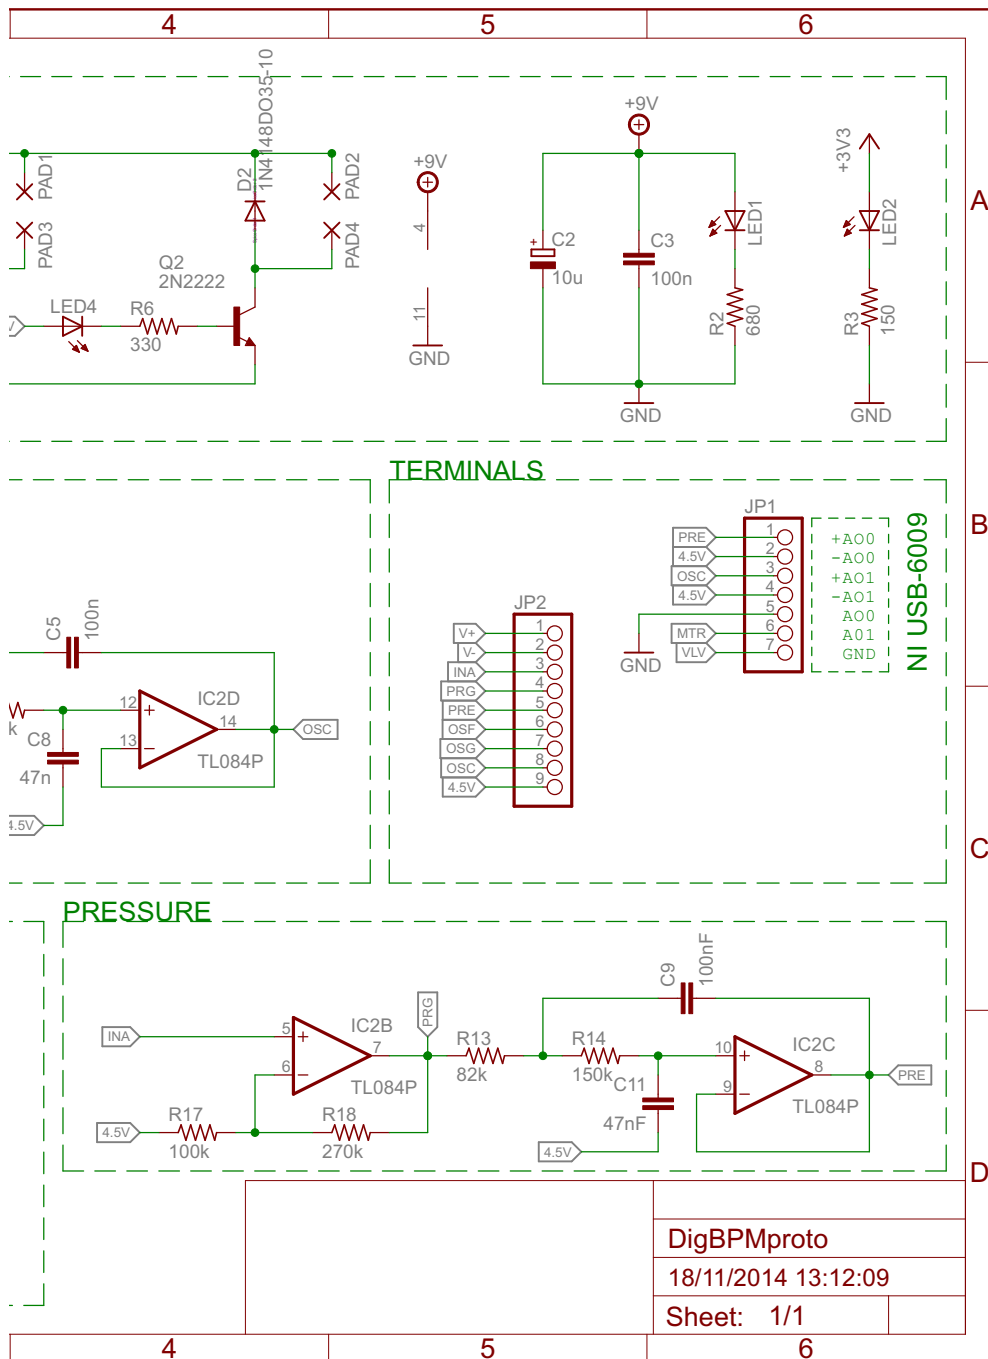 4
5
6
A
+9V
+3V3
PAD1
PAD3
D2
1N4148DO35-10
PAD2
PAD4
+9V
4
11
GND
C2
10u
C3
100n
LED1
R2
680
LED2
R3
150
Q2
2N2222
LED4
R6
330
GND
GND
TERMINALS
B
JP1
PRE 1
4.5V 2
OSC 3
4.5V 4
5
MTR 6
VLV 7
GND
+AO0
-AO0
+AO1
-AO1
AO0
AO1
GND
NI USB-6009
JP2
V+ 1
V- 2
INA 3
PRG 4
PRE 5
OSF 6
OSG 7
OSC 8
4.5V 9
C5
100n
k
C8
47n
12
13
14
+
-
IC2D
TL084P
OSC
4.5V
C
PRESSURE
INA
5
6
7
+
-
IC2B
TL084P
PRG
R13
82k
R14
150k
C9
100nF
C11
47nF
10
9
8
+
-
IC2C
TL084P
PRE
4.5V
R17
100k
R18
270k
4.5V
D
DigBPMproto
18/11/2014 13:12:09
Sheet: 1/1
4
5
6